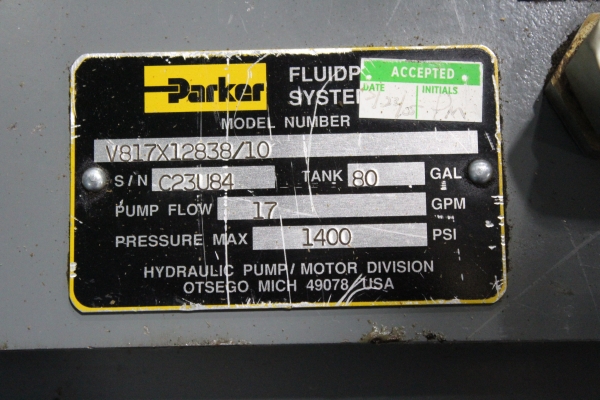 Parker
FLUIDP
SYSTE
ACCEPTED
DATE INITIALS
MODEL NUMBER
V817X12838/10
S/N C23U84 TANK 80 GAL
PUMP FLOW 17 GPM
PRESSURE MAX 1400 PSI
HYDRAULIC PUMP/MOTOR DIVISION
OTSEGO MICH 49078 USA